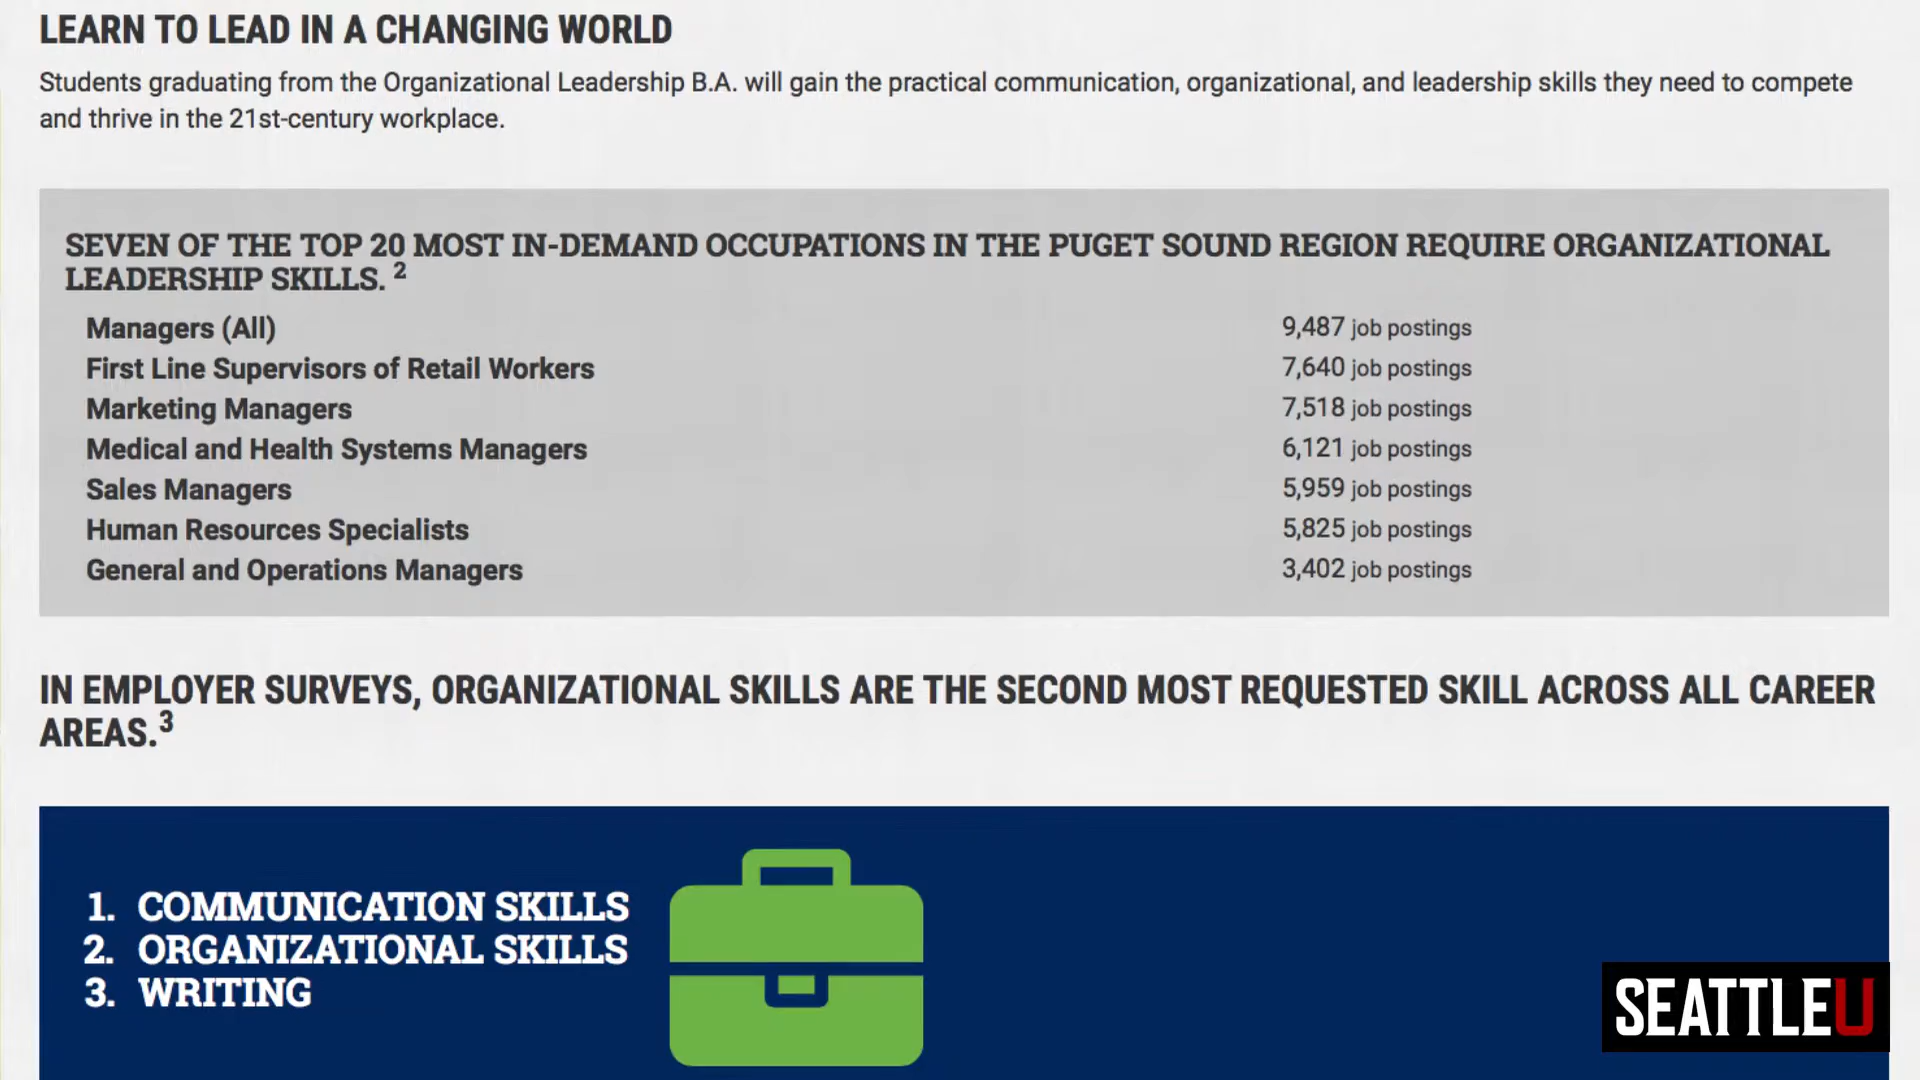 LEARN TO LEAD IN A CHANGING WORLD
Students graduating from the Organizational Leadership B.A. will gain the practical communication, organizational, and leadership skills they need to compete
and thrive in the 21st-century workplace.
SEVEN OF THE TOP 20 MOST IN-DEMAND OCCUPATIONS IN THE PUGET SOUND REGION REQUIRE ORGANIZATIONAL
LEADERSHIP SKILLS. 2
Managers (All) 9,487 job postings
First Line Supervisors of Retail Workers 7,640 job postings
Marketing Managers 7,518 job postings
Medical and Health Systems Managers 6,121 job postings
Sales Managers 5,959 job postings
Human Resources Specialists 5,825 job postings
General and Operations Managers 3,402 job postings
IN EMPLOYER SURVEYS, ORGANIZATIONAL SKILLS ARE THE SECOND MOST REQUESTED SKILL ACROSS ALL CAREER
AREAS.3
1. COMMUNICATION SKILLS
2. ORGANIZATIONAL SKILLS
3. WRITING
SEATTLEU